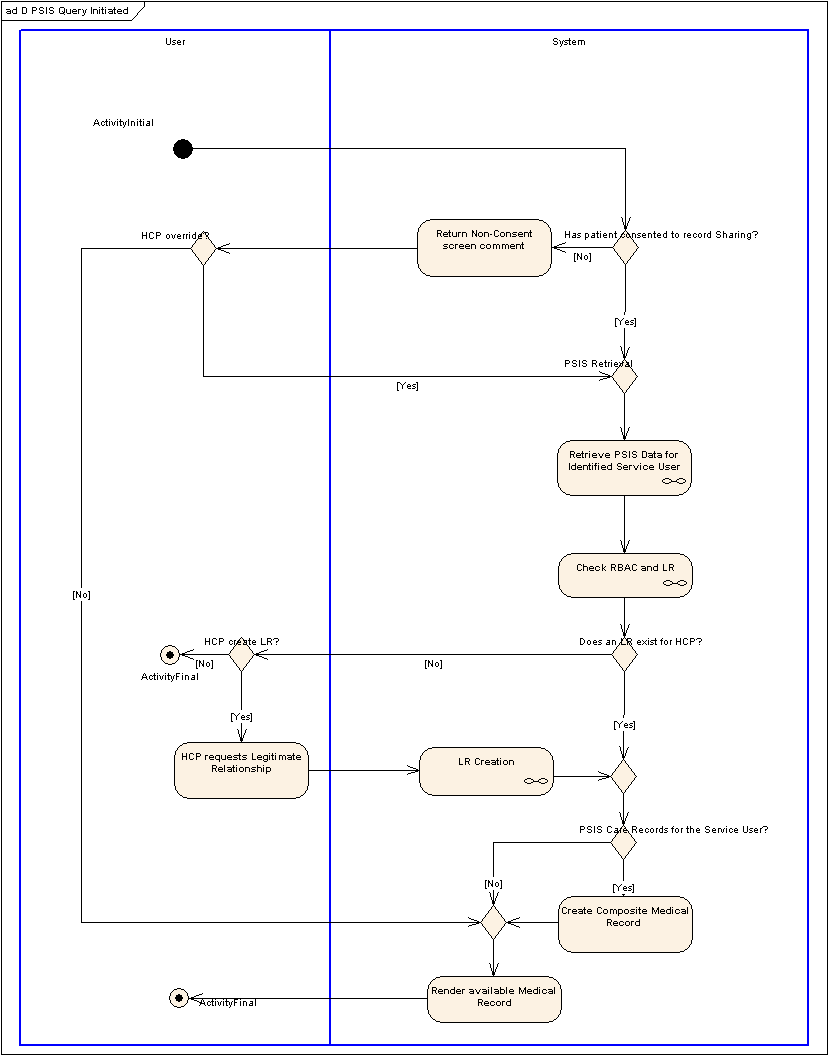 ad D PSIS Query Initiated
User
System
ActivityInitial
HCP override?
Return Non-Consent
screen comment
Has patient consented to record Sharing?
[No]
[Yes]
PSIS Retrieval
[Yes]
Retrieve PSIS Data for
Identified Service User
Check RBAC and LR
[No]
HCP create LR?
Does an LR exist for HCP?
[No]
[No]
ActivityFinal
[Yes]
[Yes]
HCP requests Legitimate
Relationship
LR Creation
PSIS Care Records for the Service User?
[No]
[Yes]
Create Composite Medical
Record
Render available Medical
Record
ActivityFinal